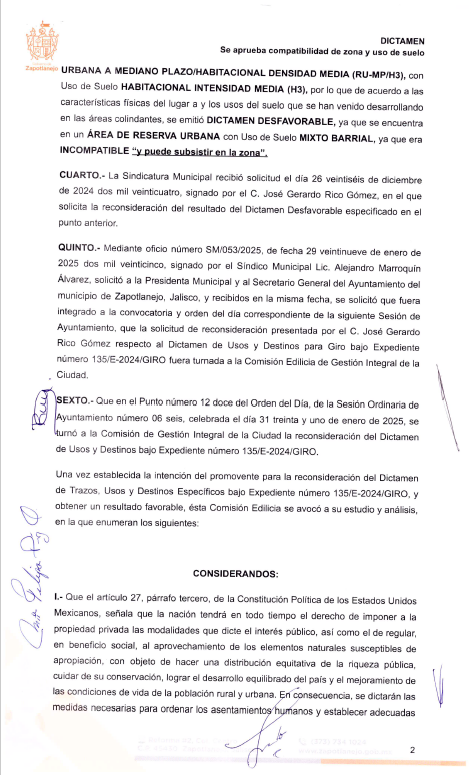 Zapotlanejo
DICTAMEN
Se aprueba compatibilidad de zona y uso de suelo
URBANA A MEDIANO PLAZO/HABITACIONAL DENSIDAD MEDIA (RU-MP/H3), con
Uso de Suelo HABITACIONAL INTENSIDAD MEDIA (H3), por lo que de acuerdo a las
características físicas del lugar a y los usos del suelo que se han venido desarrollando
en las áreas colindantes, se emitió DICTAMEN DESFAVORABLE, ya que se encuentra
en un ÁREA DE RESERVA URBANA con Uso de Suelo MIXTO BARRIAL, ya que era
INCOMPATIBLE “y puede subsistir en la zona”.
CUARTO.- La Sindicatura Municipal recibió solicitud el día 26 veintiséis de diciembre
de 2024 dos mil veinticuatro, signado por el C. José Gerardo Rico Gómez, en el que
solicita la reconsideración del resultado del Dictamen Desfavorable especificado en el
punto anterior.
QUINTO.- Mediante oficio número SM/053/2025, de fecha 29 veintinueve de enero de
2025 dos mil veinticinco, signado por el Síndico Municipal Lic. Alejandro Marroquín
Álvarez, solicitó a la Presidenta Municipal y al Secretario General del Ayuntamiento del
municipio de Zapotlanejo, Jalisco, y recibidos en la misma fecha, se solicitó que fuera
integrado a la convocatoria y orden del día correspondiente de la siguiente Sesión de
Ayuntamiento, que la solicitud de reconsideración presentada por el C. José Gerardo
Rico Gómez respecto al Dictamen de Usos y Destinos para Giro bajo Expediente
número 135/E-2024/GIRO fuera turnada a la Comisión Edilicia de Gestión Integral de la
Ciudad.
SEXTO.- Que en el Punto número 12 doce del Orden del Día, de la Sesión Ordinaria de
Ayuntamiento número 06 seis, celebrada el día 31 treinta y uno de enero de 2025, se
turnó a la Comisión de Gestión Integral de la Ciudad la reconsideración del Dictamen
de Usos y Destinos bajo Expediente número 135/E-2024/GIRO.
Una vez establecida la intención del promovente para la reconsideración del Dictamen
de Trazos, Usos y Destinos Específicos bajo Expediente número 135/E-2024/GIRO, y
obtener un resultado favorable, ésta Comisión Edilicia se avocó a su estudio y análisis,
en la que enumeran los siguientes:
CONSIDERANDOS:
I.- Que el artículo 27, párrafo tercero, de la Constitución Política de los Estados Unidos
Mexicanos, señala que la nación tendrá en todo tiempo el derecho de imponer a la
propiedad privada las modalidades que dicte el interés público, así como el de regular,
en beneficio social, al aprovechamiento de los elementos naturales susceptibles de
apropiación, con objeto de hacer una distribución equitativa de la riqueza pública,
cuidar de su conservación, lograr el desarrollo equilibrado del país y el mejoramiento de
las condiciones de vida de la población rural y urbana. En consecuencia, se dictarán las
medidas necesarias para ordenar los asentamientos humanos y establecer adecuadas
2